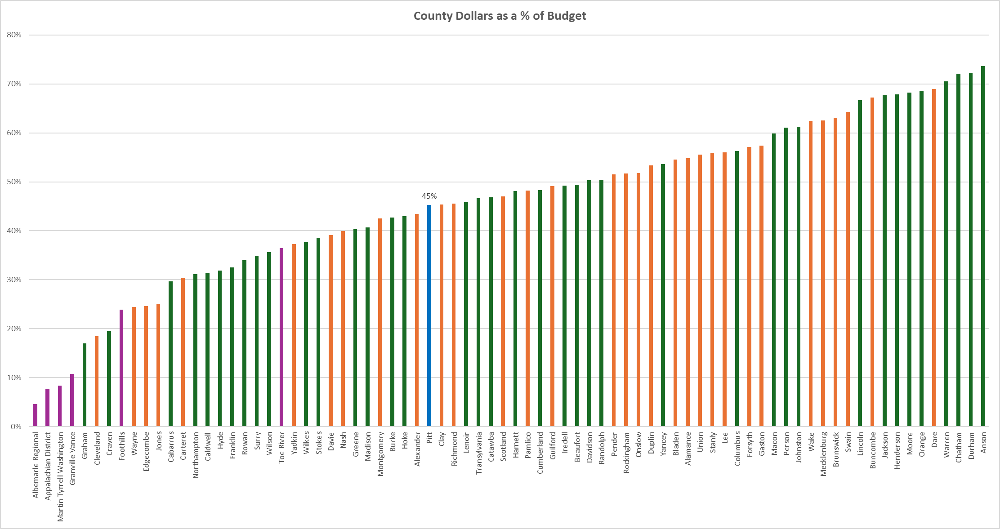 County Dollars as a % of Budget
80%
70%
60%
50%
40%
30%
20%
10%
0%
45%
Albemarle Regional
Appalachian District
Martin Tyrrell Washington
Granville Vance
Graham
Cleveland
Craven
Foothills
Wayne
Edgecombe
Jones
Cabarrus
Carteret
Northampton
Caldwell
Hyde
Franklin
Rowan
Surry
Wilson
Toe River
Yadkin
Wilkes
Stokes
Davie
Nash
Greene
Madison
Montgomery
Burke
Hoke
Alexander
Pitt
Clay
Richmond
Lenoir
Transylvania
Catawba
Scotland
Harnett
Pamlico
Cumberland
Guilford
Iredell
Beaufort
Davidson
Randolph
Pender
Rockingham
Onslow
Duplin
Yancey
Bladen
Alamance
Union
Stanly
Lee
Columbus
Forsyth
Gaston
Macon
Person
Johnston
Wake
Mecklenburg
Brunswick
Swain
Lincoln
Buncombe
Jackson
Henderson
Moore
Orange
Dare
Warren
Chatham
Durham
Anson